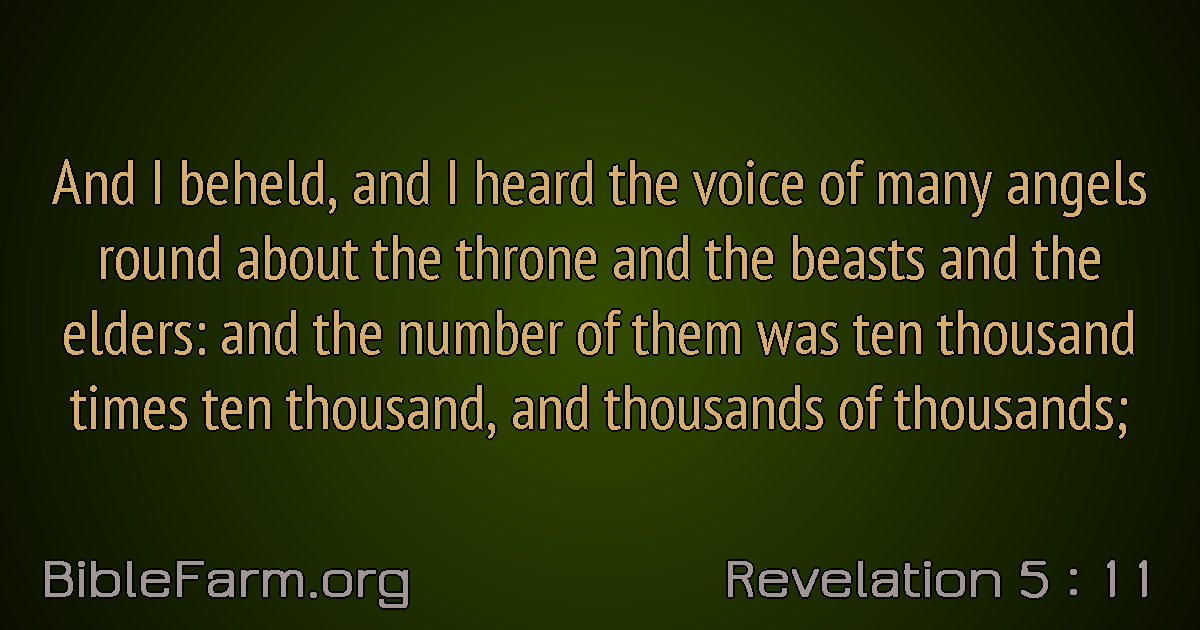 And I beheld, and I heard the voice of many angels
round about the throne and the beasts and the
elders: and the number of them was ten thousand
times ten thousand, and thousands of thousands;
BibleFarm.org
Revelation 5 : 11